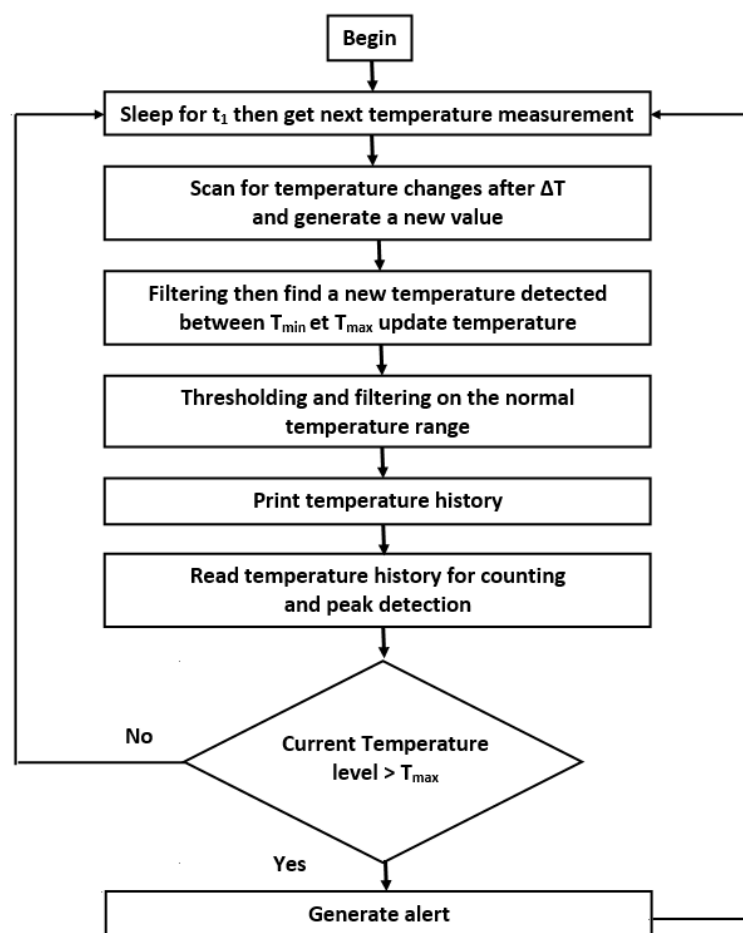 Begin
Sleep for t₁ then get next temperature measurement
Scan for temperature changes after ΔT
and generate a new value
Filtering then find a new temperature detected
between Tₘᵢₙ et Tₘₐₓ update temperature
Thresholding and filtering on the normal
temperature range
Print temperature history
Read temperature history for counting
and peak detection
No
Current Temperature
level > Tₘₐₓ
Yes
Generate alert